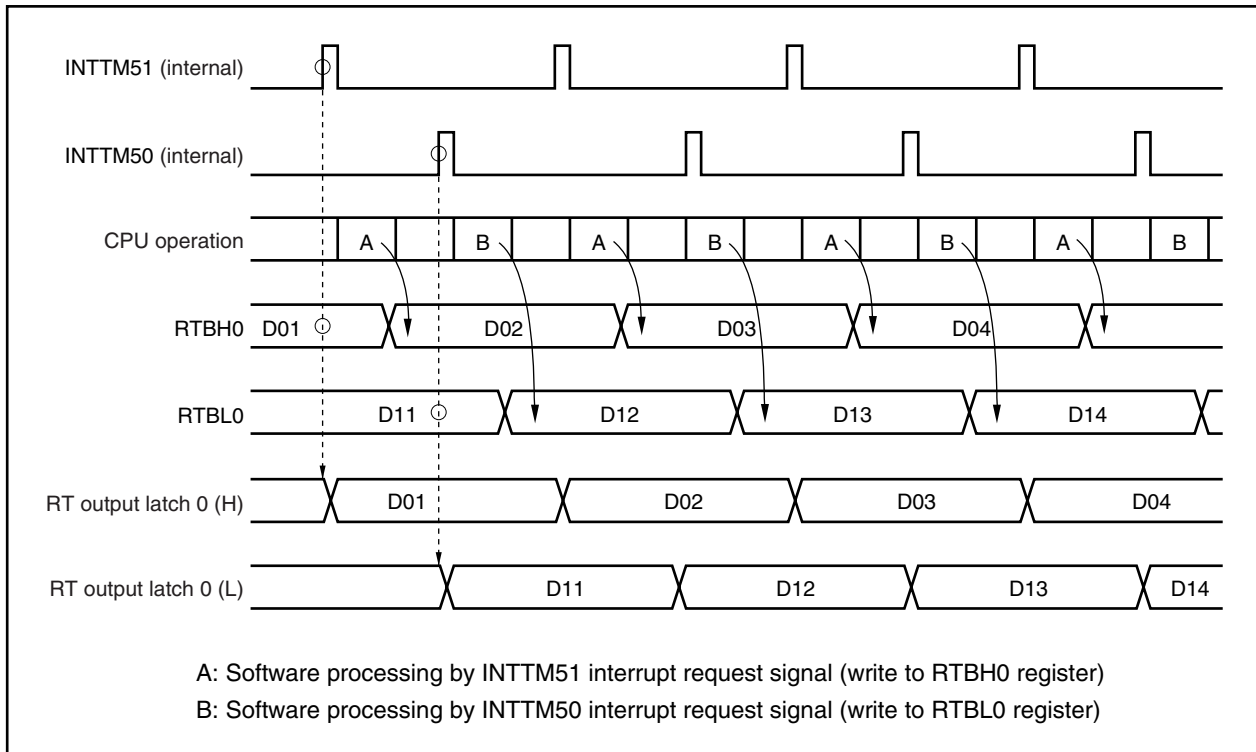 INTTM51 (internal)
INTTM50 (internal)
CPU operation A B A B A B A B
RTBH0 D01 D02 D03 D04
RTBL0 D11 D12 D13 D14
RT output latch 0 (H) D01 D02 D03 D04
RT output latch 0 (L) D11 D12 D13 D14
A: Software processing by INTTM51 interrupt request signal (write to RTBH0 register)
B: Software processing by INTTM50 interrupt request signal (write to RTBL0 register)